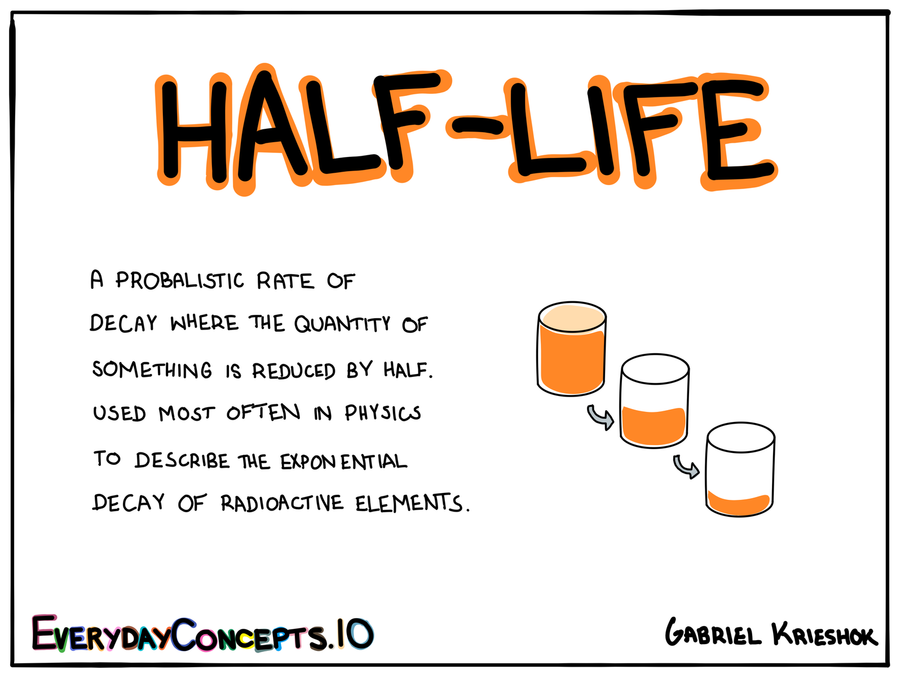 HALF-LIFE
A PROBALISTIC RATE OF
DECAY WHERE THE QUANTITY OF
SOMETHING IS REDUCED BY HALF.
USED MOST OFTEN IN PHYSICS
TO DESCRIBE THE EXPONENTIAL
DECAY OF RADIOACTIVE ELEMENTS.
EVERYDAYCONCEPTS.IO
GABRIEL KRIESHOK